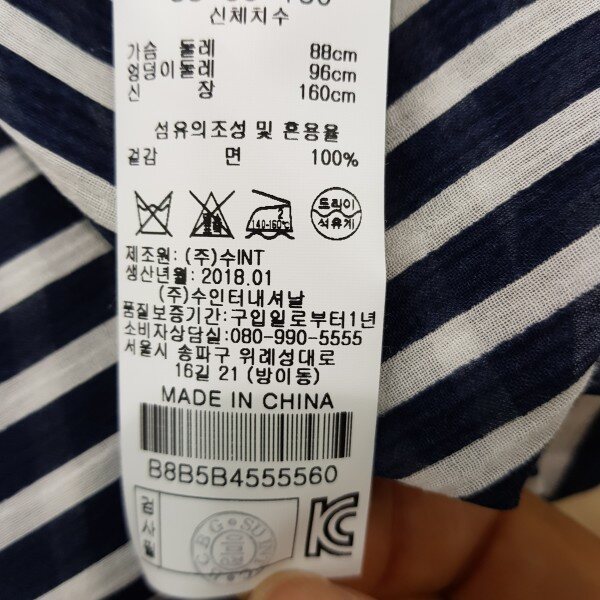 신체치수
가슴 둘레 88cm
엉덩이둘레 96cm
신 장 160cm
섬유의조성 및 혼용율
겉감 면 100%
2
140-160℃
드라이
석유계
제조원: (주)수INT
생산년월: 2018.01
(주)수인터내셔날
품질보증기간:구입일로부터1년
소비자상담실:080-990-5555
서울시 송파구 위례성대로
16길 21 (방이동)
MADE IN CHINA
B8B5B4555560
검사필